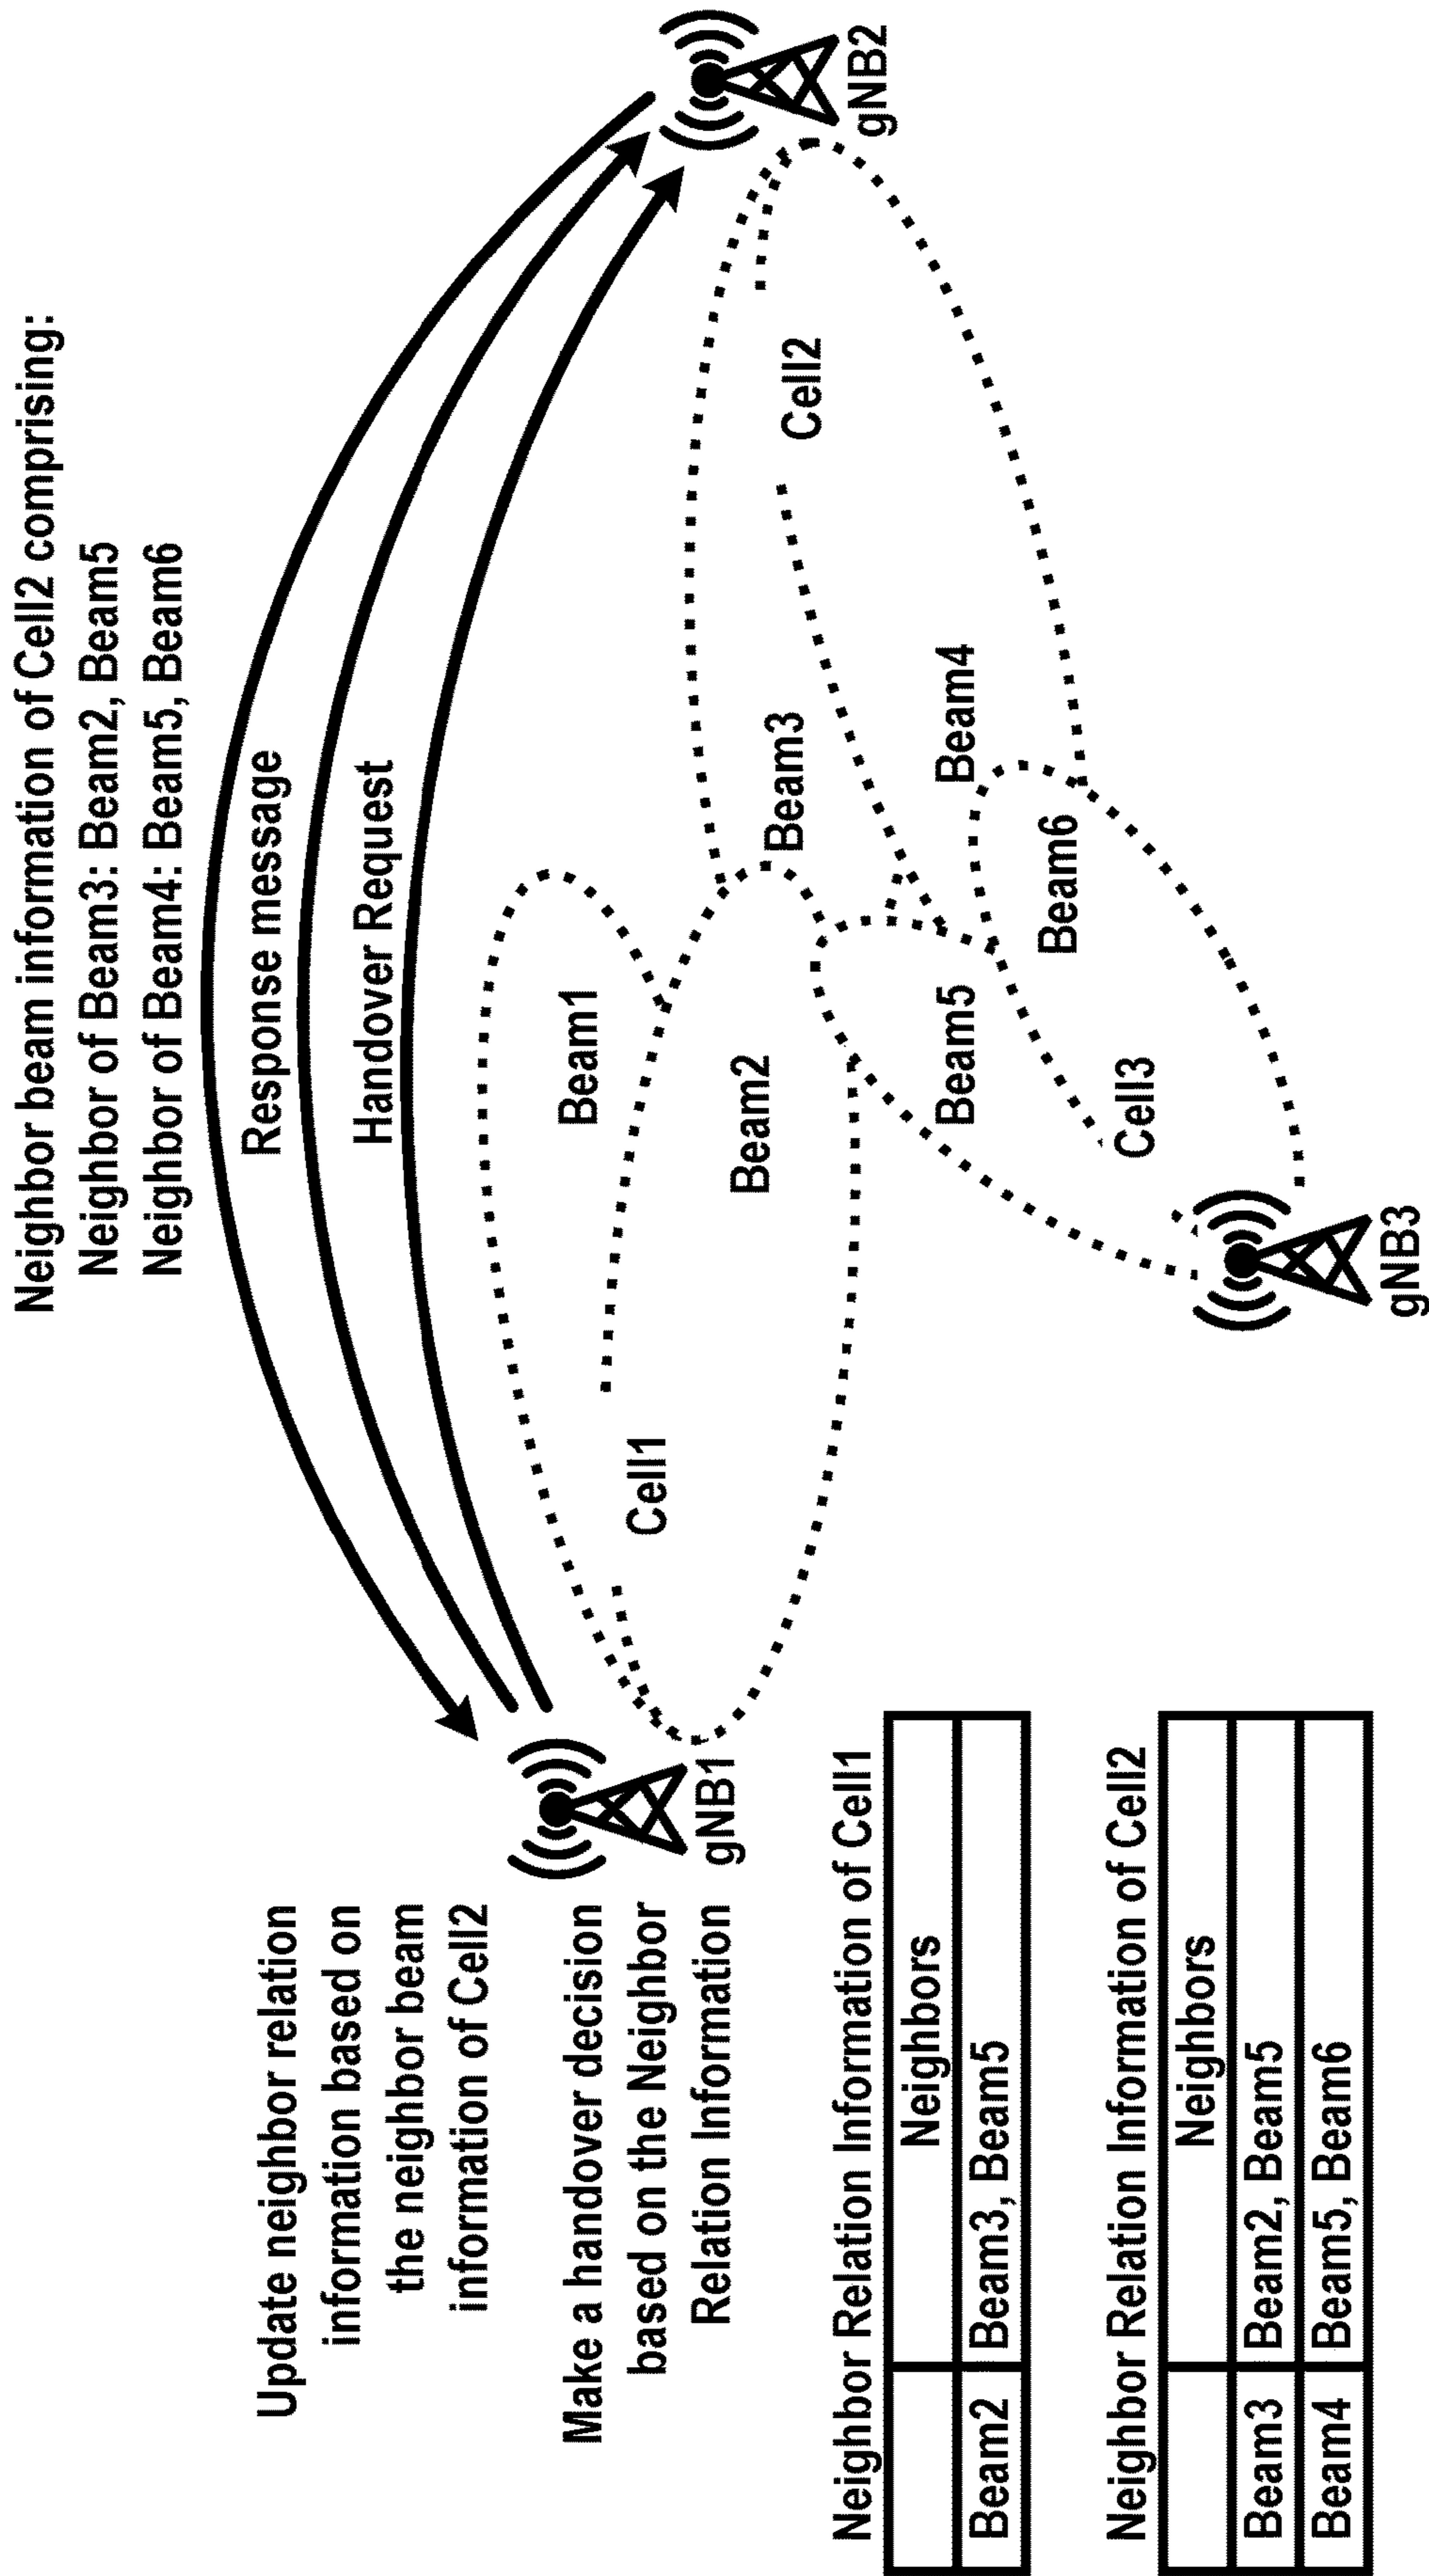 Neighbor beam information of Cell2 comprising:
Neighbor of Beam3: Beam2, Beam5
Neighbor of Beam4: Beam5, Beam6
Response message
Handover Request
Update neighbor relation
information based on
the neighbor beam
information of Cell2
Make a handover decision
based on the Neighbor
Relation Information
gNB1
gNB2
Cell1
Beam1
Beam2
Beam3
Cell2
Beam4
Beam5
Beam6
Cell3
gNB3
Neighbor Relation Information of Cell1
Neighbors
Beam2 Beam3, Beam5
Neighbor Relation Information of Cell2
Neighbors
Beam3 Beam2, Beam5
Beam4 Beam5, Beam6